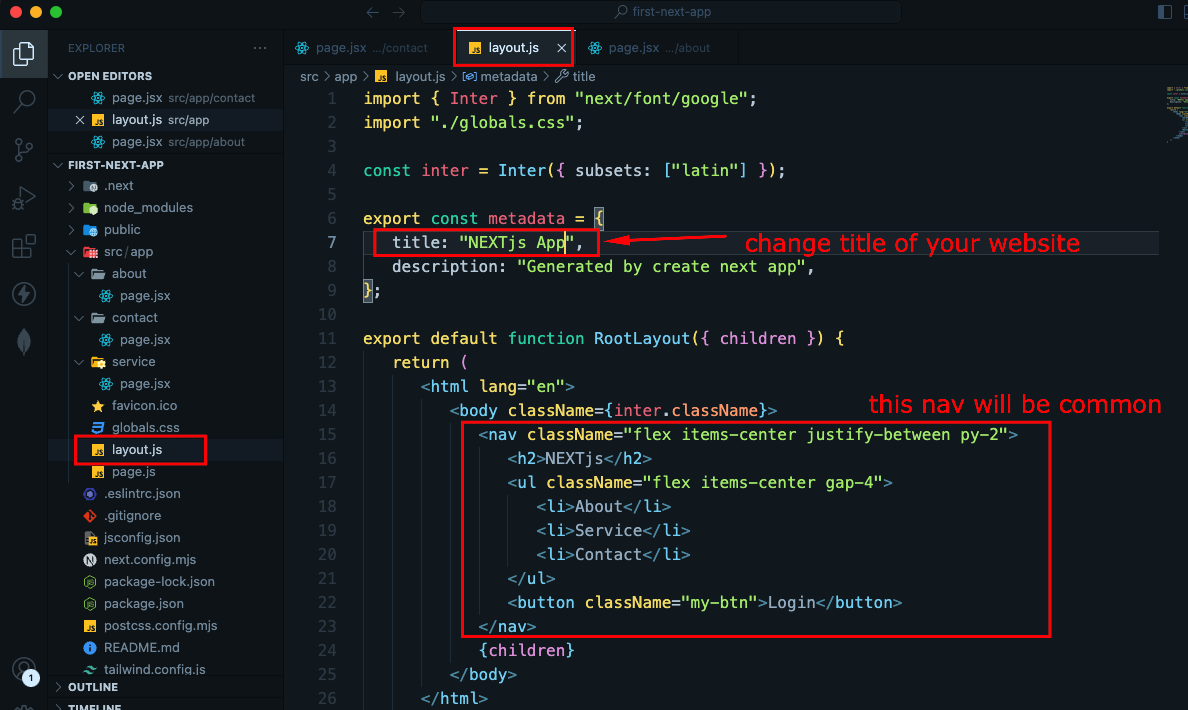 first-next-app
EXPLORER ...
OPEN EDITORS
page.jsx src/app/contact
layout.js src/app
page.jsx src/app/about
FIRST-NEXT-APP
.next
node_modules
public
src/app
about
page.jsx
contact
page.jsx
service
page.jsx
favicon.ico
globals.css
layout.js
page.js
.eslintrc.json
.gitignore
jsconfig.json
next.config.mjs
package-lock.json
package.json
postcss.config.mjs
README.md
tailwind.config.js
OUTLINE
TIMELINE
1
page.jsx .../contact
layout.js
page.jsx .../about
src > app > JS layout.js > metadata > title
1 import { Inter } from "next/font/google";
2 import "./globals.css";
3
4 const inter = Inter({ subsets: ["latin"] });
5
6 export const metadata = {
7 title: "NEXTjs App",
change title of your website
8 description: "Generated by create next app",
9 };
10
11 export default function RootLayout({ children }) {
12 return (
13 <html lang="en">
14 <body className={inter.className}>
this nav will be common
15 <nav className="flex items-center justify-between py-2">
16 <h2>NEXTjs</h2>
17 <ul className="flex items-center gap-4">
18 <li>About</li>
19 <li>Service</li>
20 <li>Contact</li>
21 </ul>
22 <button className="my-btn">Login</button>
23 </nav>
24 {children}
25 </body>
26 </html>